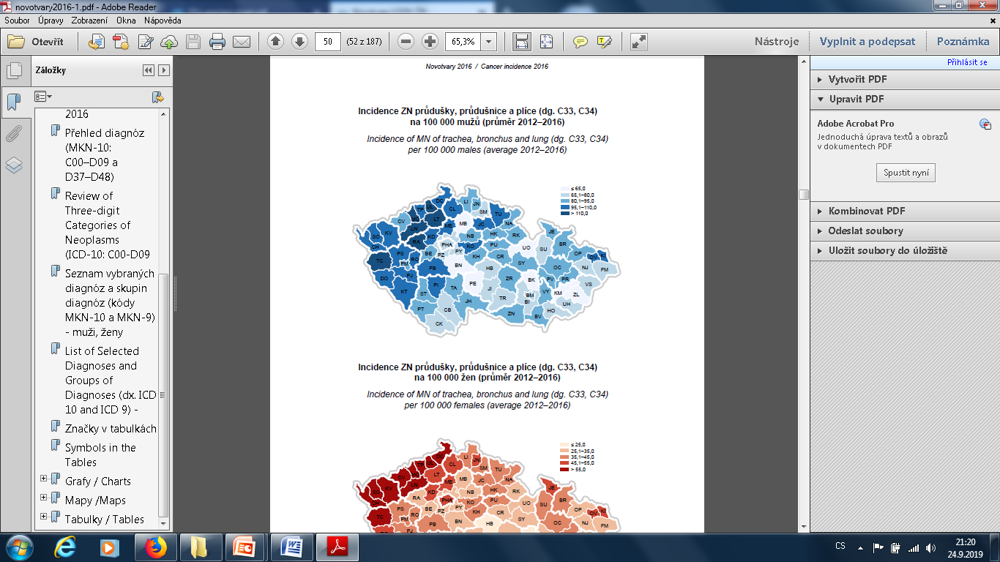 novotvary2016-1.pdf - Adobe Reader
Soubor Úpravy Zobrazení Okna Nápověda
Otevřít
50 (52 z 187)
65,3%
Nástroje Vyplnit a podepsat Poznámka
Přihlásit se
Záložky
2016
Přehled diagnóz
(MKN-10:
C00–D09 a
D37–D48)
Review of
Three-digit
Categories of
Neoplasms
(ICD-10: C00-D09
Seznam vybraných
diagnóz a skupin
diagnóz (kódy
MKN-10 a MKN-9)
- muži, ženy
List of Selected
Diagnoses and
Groups of
Diagnoses (dx. ICD
10 and ICD 9) -
Značky v tabulkách
Symbols in the
Tables
Grafy / Charts
Mapy /Maps
Tabulky / Tables
Novotvary 2016 / Cancer incidence 2016
Incidence ZN průdušky, průdušnice a plíce (dg. C33, C34)
na 100 000 mužů (průměr 2012–2016)
Incidence of MN of trachea, bronchus and lung (dg. C33, C34)
per 100 000 males (average 2012–2016)
≤ 65,0
65,1–80,0
80,1–95,0
95,1–110,0
> 110,0
DC LI JN
TP UL CL SM TU
CV MO LT ME MB JC NA JE
SO KV LN RA KD NB HK RK BR
CH PHA KO PU UO SU OP OV KI
TC PS RO BE PZ PY KH CR SY OC NJ FM
PM PB BN HB
DO PJ PE ZR BK PV PR VS
KT PI TA JI BM VY KM ZL
ST TR BI UH
PT CB JH ZN BV HO
CK
Incidence ZN průdušky, průdušnice a plíce (dg. C33, C34)
na 100 000 žen (průměr 2012–2016)
Incidence of MN of trachea, bronchus and lung (dg. C33, C34)
per 100 000 females (average 2012–2016)
≤ 25,0
25,1–35,0
35,1–45,0
45,1–55,0
> 55,0
LI JN
CL SM TU
CV LT ME MB JC NA JE
KV LN RA KD NB HK RK BR
PHA KO PU UO SU OP OV KI
TC PS RO BE PZ PY KH CR SY OC NJ FM
PM PB BN HB
Vytvořit PDF
Upravit PDF
Adobe Acrobat Pro
Jednoduchá úprava textů a obrazů
v dokumentech PDF
Spustit nyní
Kombinovat PDF
Odeslat soubory
Uložit soubory do úložiště
CS
21:20
24.9.2019